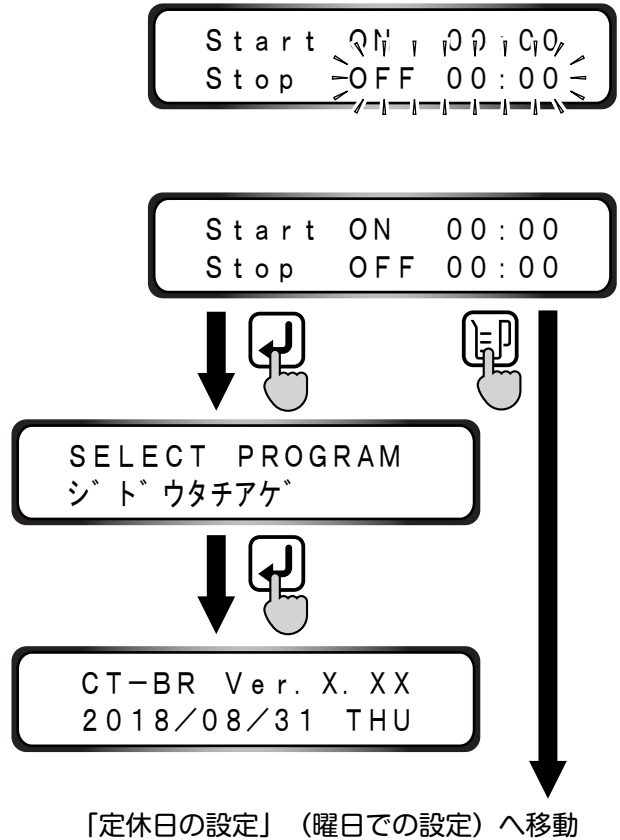 Start ON 00:00
Stop OFF 00:00
Start ON 00:00
Stop OFF 00:00
SELECT PROGRAM
ジドウタチアゲ
CT-BR Ver. X. XX
2018/08/31 THU
「定休日の設定」（曜日での設定）へ移動